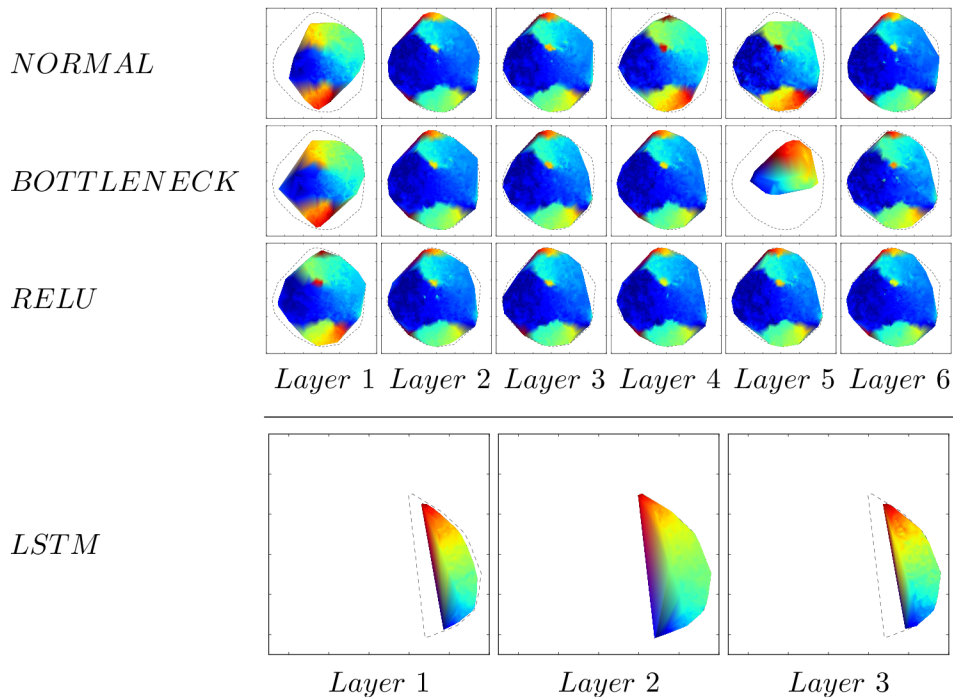 NORMAL
BOTTLENECK
RELU
Layer 1 Layer 2 Layer 3 Layer 4 Layer 5 Layer 6
LSTM
Layer 1 Layer 2 Layer 3